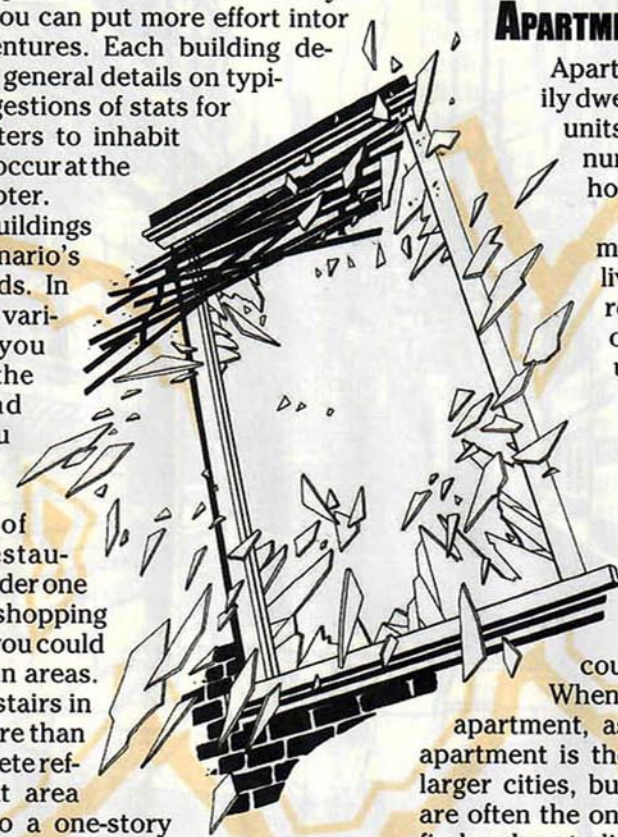 ou can put more effort intor
entures. Each building de-
general details on typi-
gestions of stats for
ters to inhabit
occur at the
pter.
uildings
nario's
ds. In
vari-
you
the
nd
u
of
estau-
der one
shopping
you could
n areas.
stairs in
re than
ete ref-
t area
o a one-story
APARTME
Apart
ily dwe
units
nu
ho
m
liv
re
cou
When
apartment, as
apartment is the
larger cities, bu
are often the on